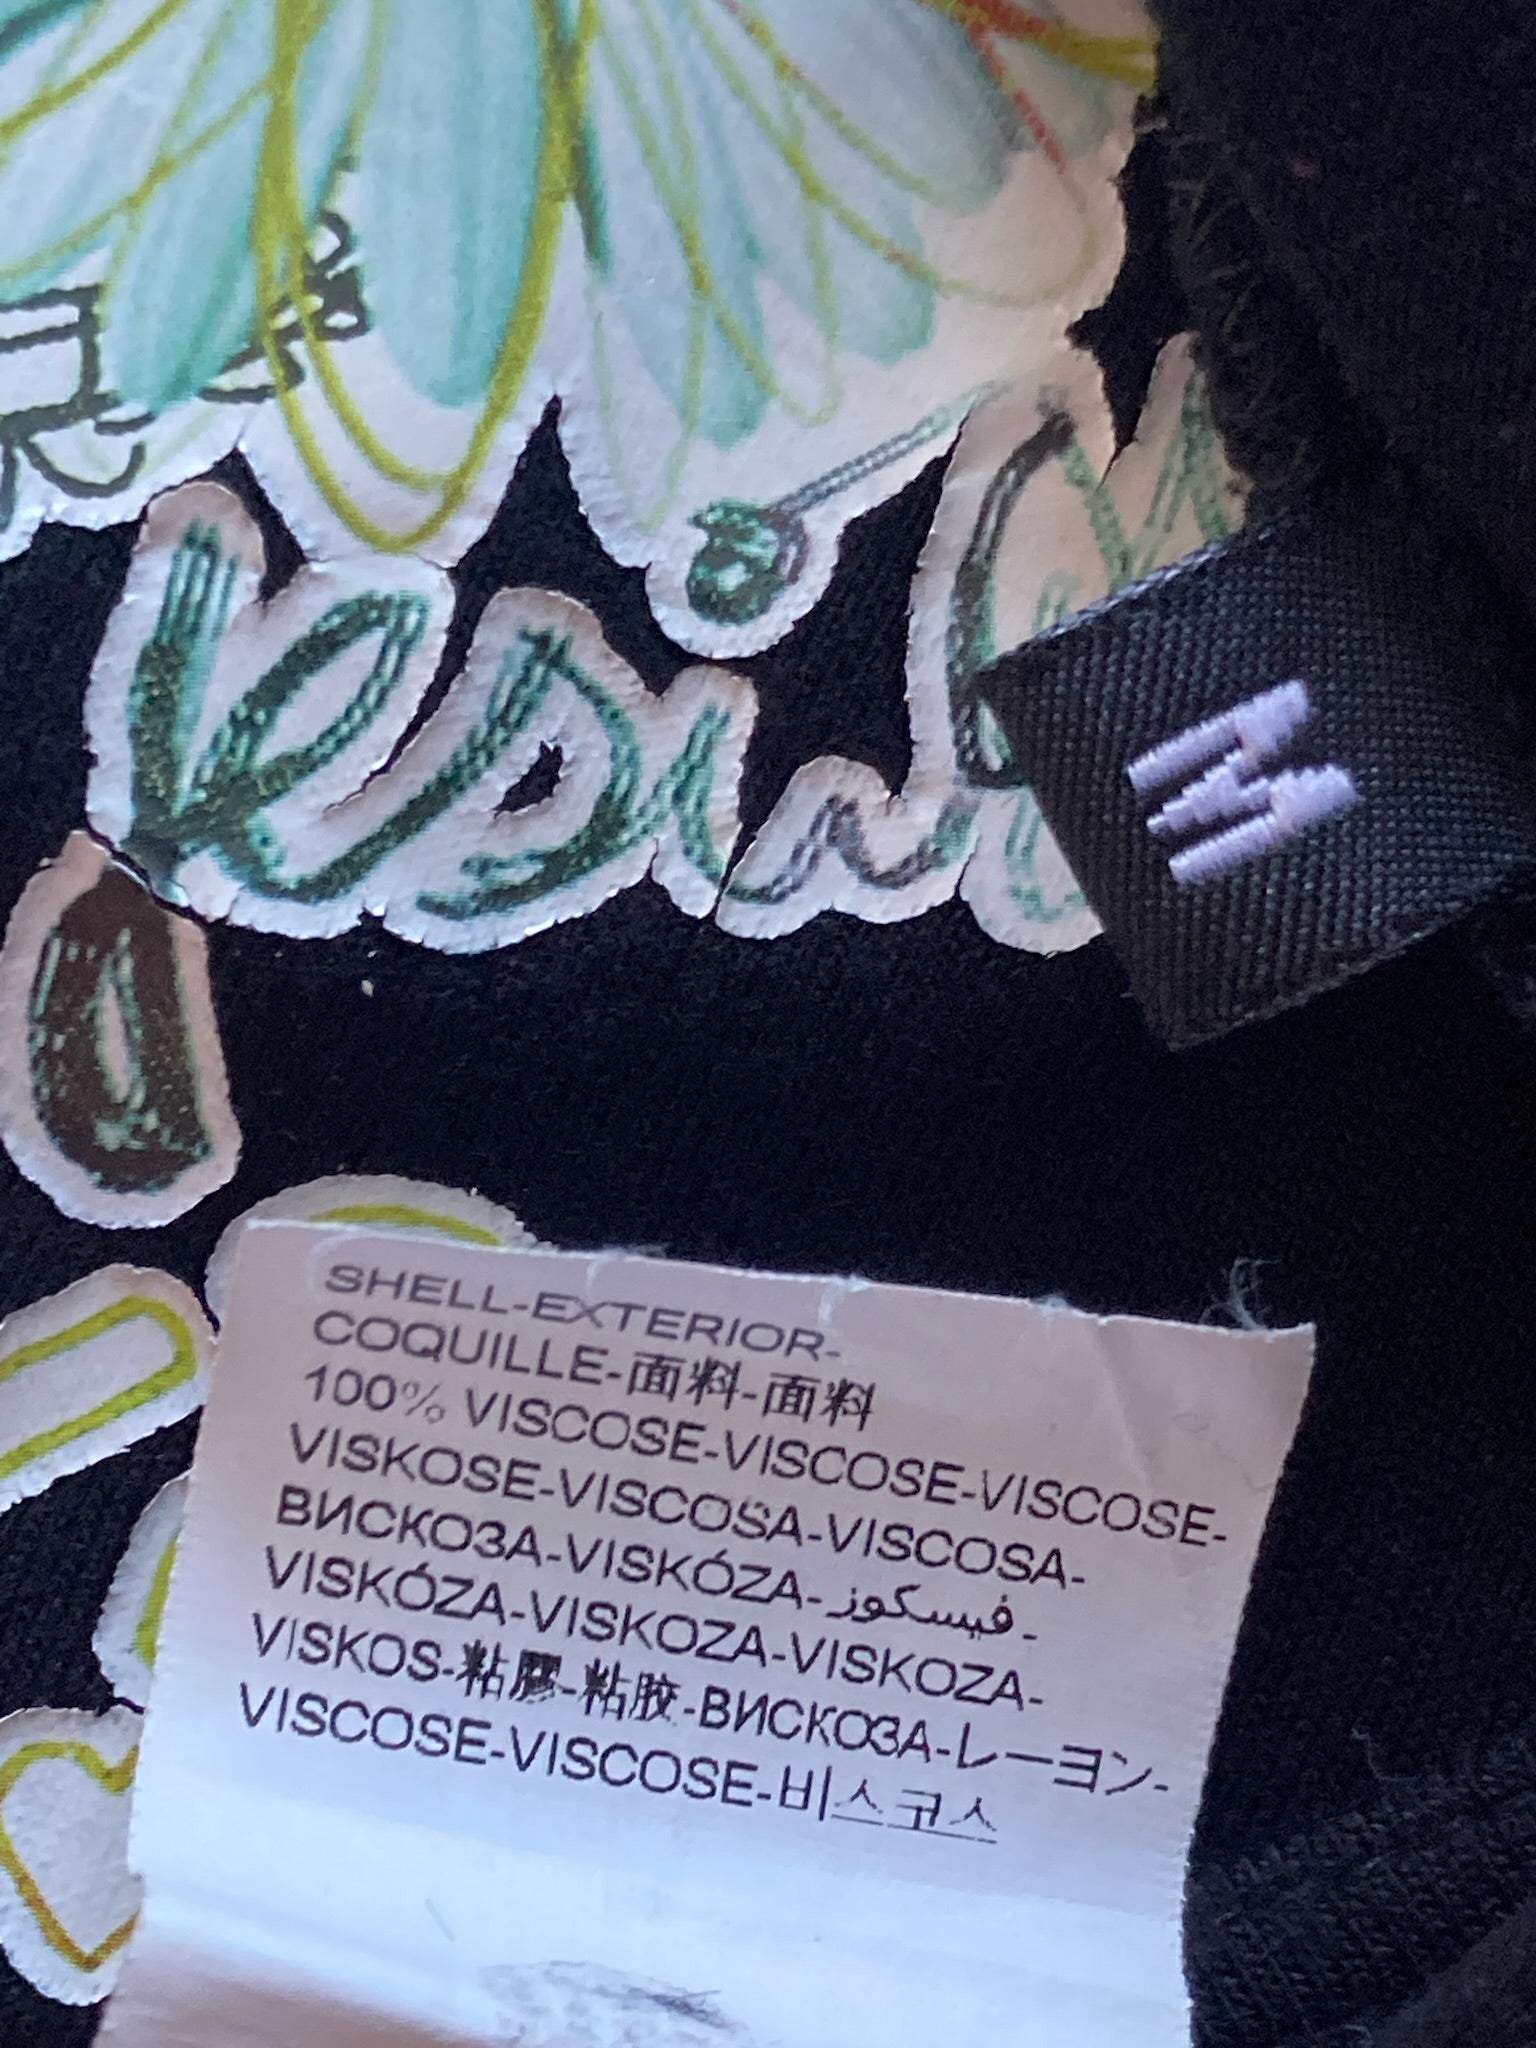 M
SHELL-EXTERIOR-
COQUILLE-面料-面料
100% VISCOSE-VISCOSE-VISCOSE-
VISKOSE-VISCOSA-VISCOSA-
ВИСКОЗА-VISKÓZA-فيسكوز-
VISKÓZA-VISKOZA-VISKOZA-
VISKOS-粘膠-粘胶-ВИСКОЗА-レーヨン-
VISCOSE-VISCOSE-비스코스